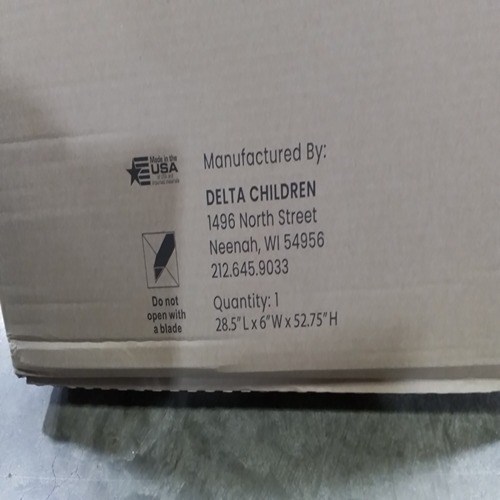 Made in the
USA
Manufactured By:
DELTA CHILDREN
1496 North Street
Neenah, WI 54956
212.645.9033
Do not
open with
a blade
Quantity: 1
28.5" L x 6" W x 52.75" H